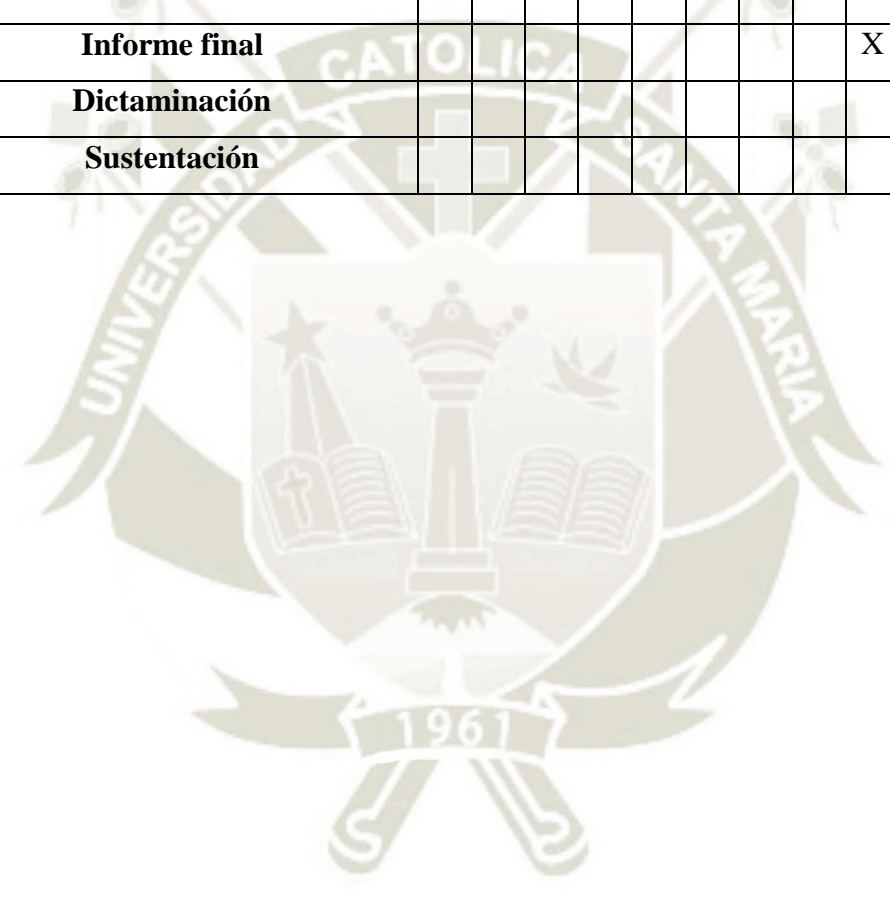 Informe final X
Dictaminación
Sustentación
UNIVERSIDAD CATOLICA SANTA MARIA
1961